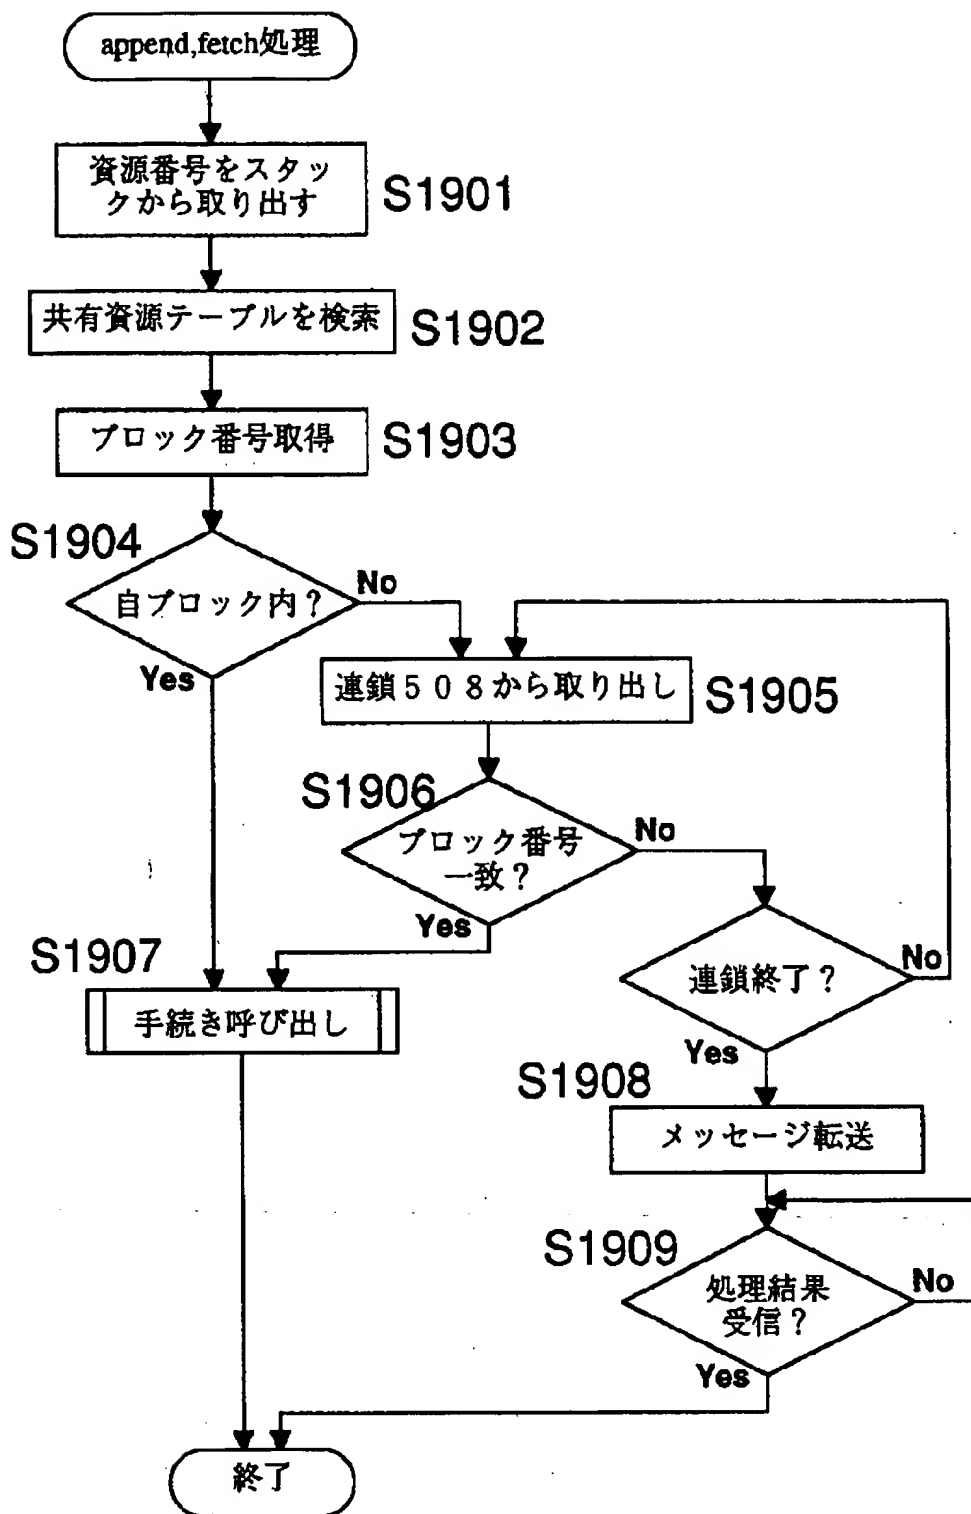 append,fetch処理
資源番号をスタッ
クから取り出す
S1901
共有資源テーブルを検索
S1902
ブロック番号取得
S1903
S1904
自ブロック内？
No
Yes
連鎖５０８から取り出し
S1905
S1906
ブロック番号
一致？
No
Yes
S1907
手続き呼び出し
連鎖終了？
No
Yes
S1908
メッセージ転送
S1909
処理結果
受信？
No
Yes
終了